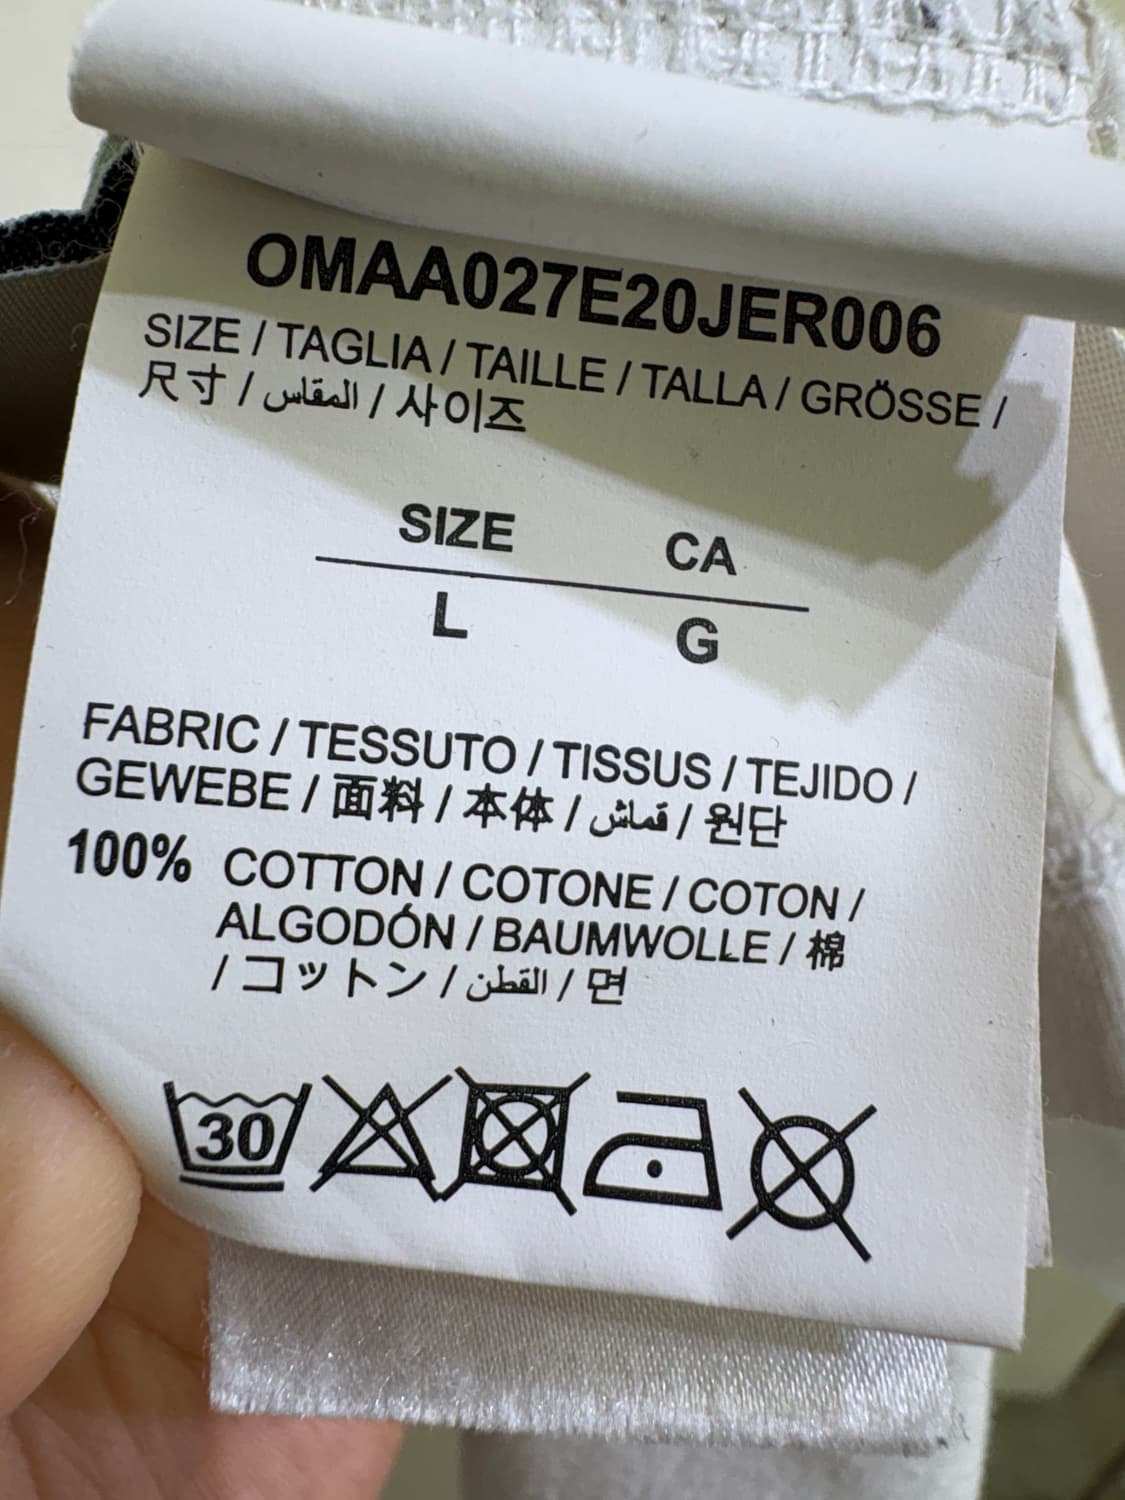 OMAA027E20JER006
SIZE / TAGLIA / TAILLE / TALLA / GRÖSSE /
尺寸 / المقاس / 사이즈
SIZE CA
L G
FABRIC / TESSUTO / TISSUS / TEJIDO /
GEWEBE / 面料 / 本体 / قماش / 원단
100% COTTON / COTONE / COTON /
ALGODÓN / BAUMWOLLE / 棉
/ コットン / القطن / 면
30